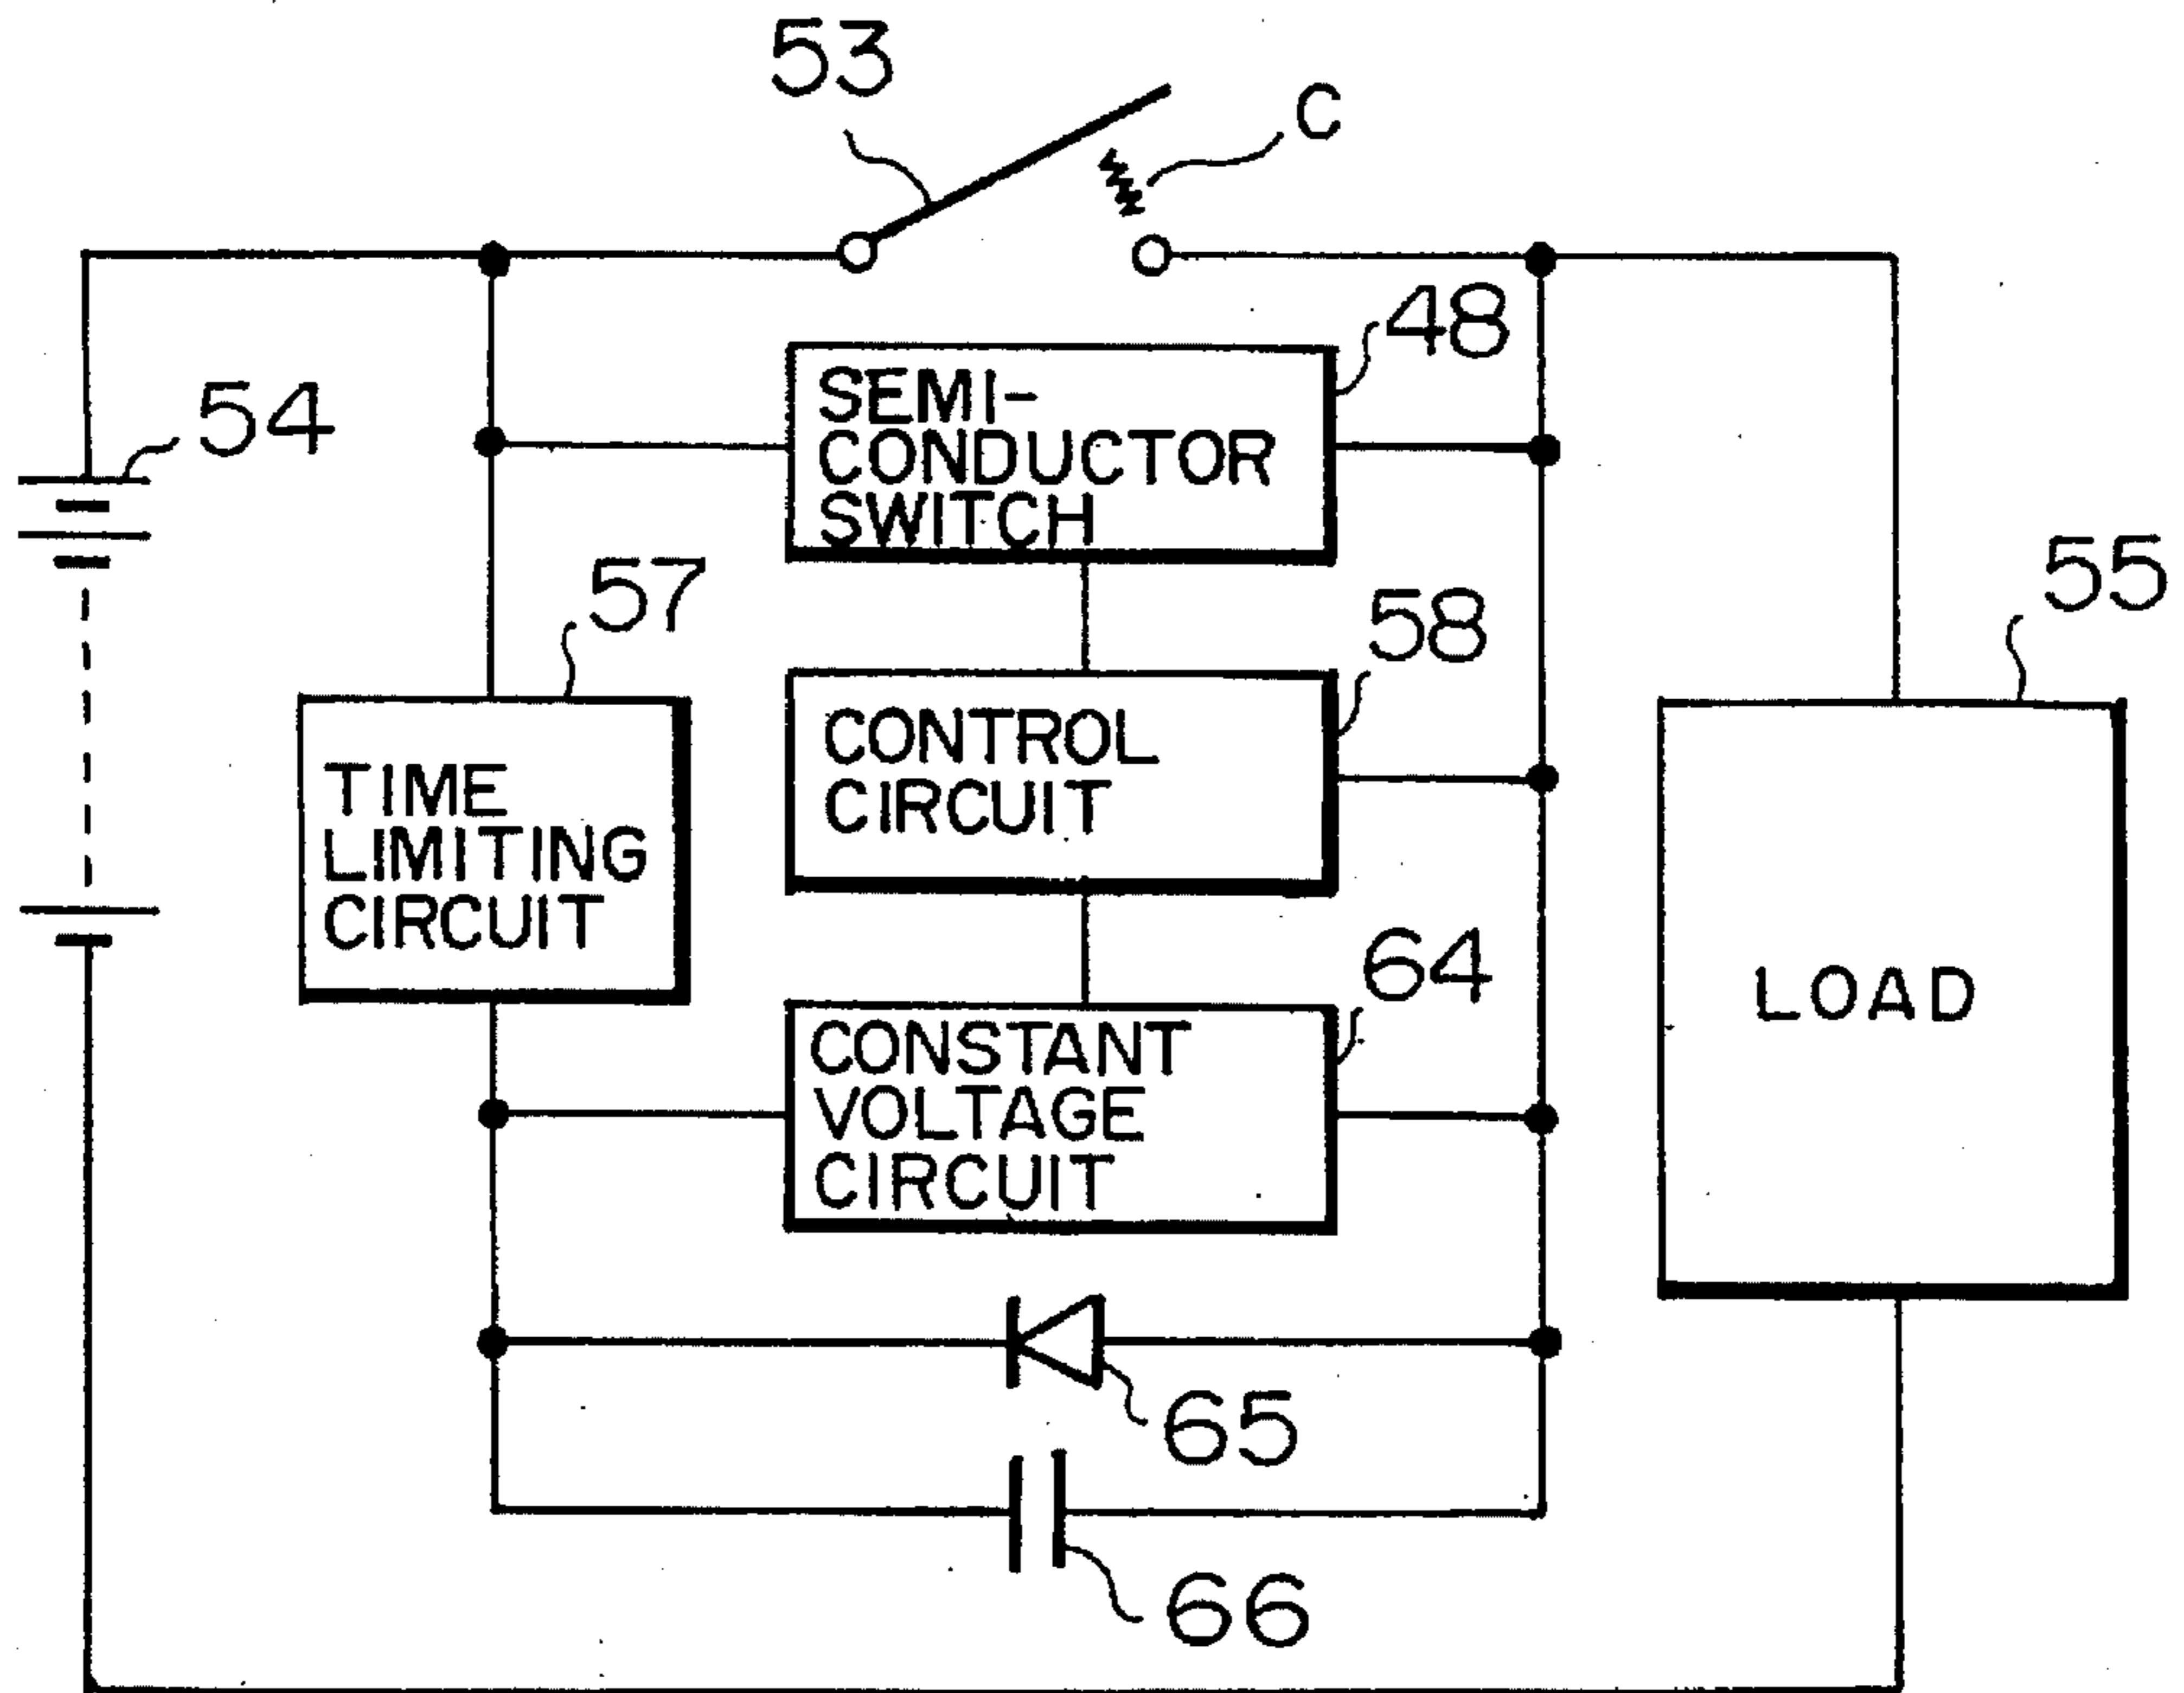 53
C
48
SEMI-
CONDUCTOR
SWITCH
54
57
58
55
CONTROL
CIRCUIT
TIME
LIMITING
CIRCUIT
64
LOAD
CONSTANT
VOLTAGE
CIRCUIT
65
66